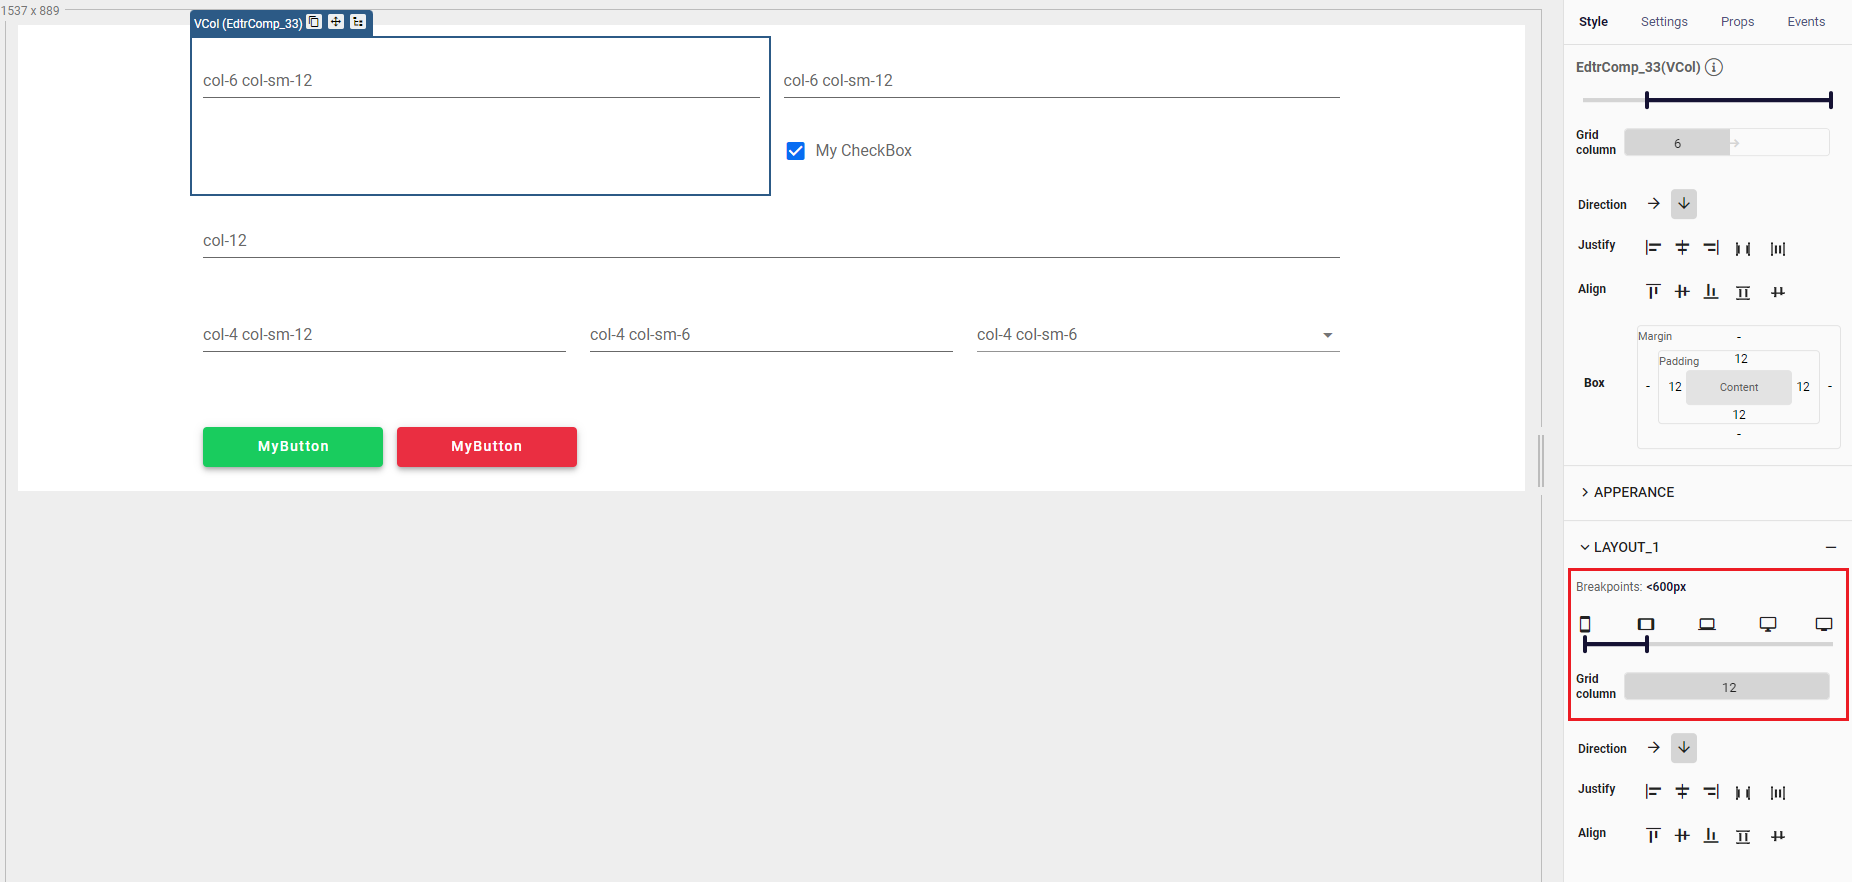 1537 x 889
VCol (EdtrComp_33)
col-6 col-sm-12
col-6 col-sm-12
My CheckBox
col-12
col-4 col-sm-12
col-4 col-sm-6
col-4 col-sm-6
MyButton
MyButton
Style
Settings
Props
Events
EdtrComp_33(VCol)
Grid
column
6
Direction
Justify
Align
Box
Margin
-
Padding
12
-
12
Content
12
-
12
-
APPERANCE
LAYOUT_1
Breakpoints: <600px
Grid
column
12
Direction
Justify
Align